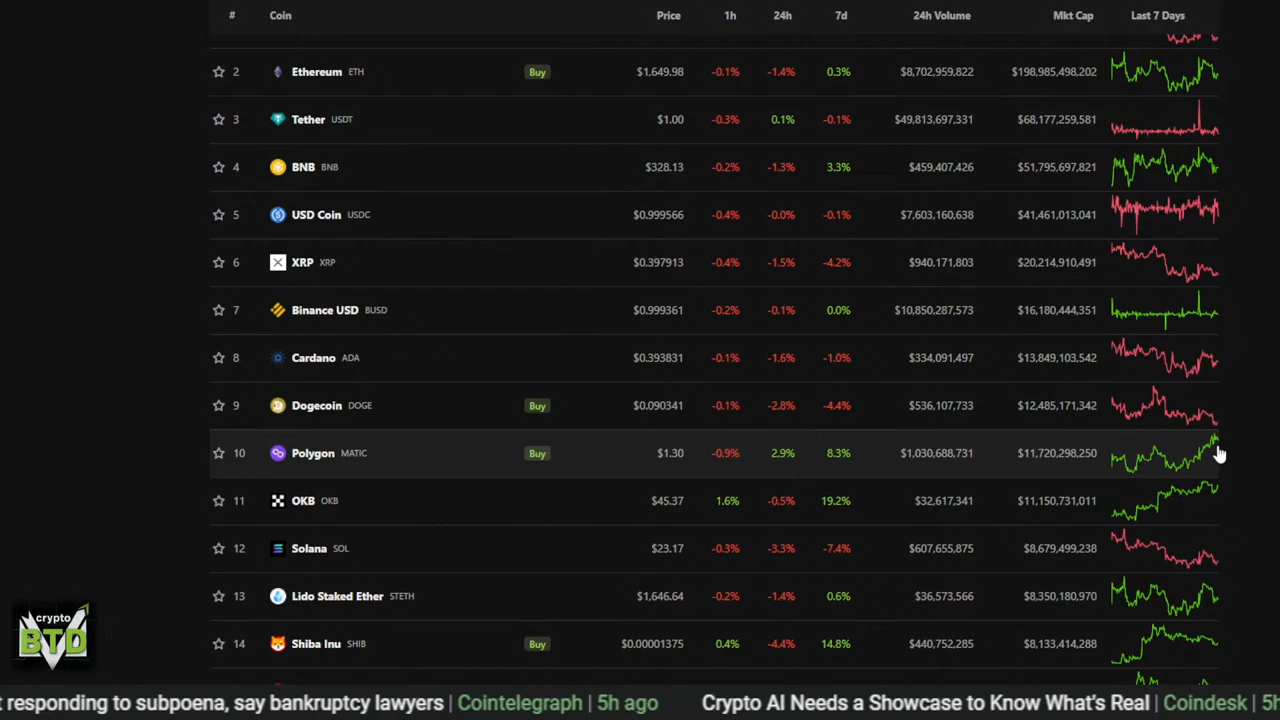 # Coin Price 1h 24h 7d 24h Volume Mkt Cap Last 7 Days
2 Ethereum ETH Buy $1,649.98 -0.1% -1.4% 0.3% $8,702,959,822 $198,985,498,202
3 Tether USDT $1.00 -0.3% 0.1% -0.1% $49,813,697,331 $68,177,259,581
4 BNB BNB $328.13 -0.2% -1.3% 3.3% $459,407,426 $51,795,697,821
5 USD Coin USDC $0.999566 -0.4% -0.0% -0.1% $7,603,160,638 $41,461,013,041
6 XRP XRP $0.397913 -0.4% -1.5% -4.2% $940,171,803 $20,214,910,491
7 Binance USD BUSD $0.999361 -0.2% -0.1% 0.0% $10,850,287,573 $16,180,444,351
8 Cardano ADA $0.393831 -0.1% -1.6% -1.0% $334,091,497 $13,849,103,542
9 Dogecoin DOGE Buy $0.090341 -0.1% -2.8% -4.4% $536,107,733 $12,485,171,342
10 Polygon MATIC Buy $1.30 -0.9% 2.9% 8.3% $1,030,688,731 $11,720,298,250
11 OKB OKB $45.37 1.6% -0.5% 19.2% $32,617,341 $11,150,731,011
12 Solana SOL $23.17 -0.3% -3.3% -7.4% $607,655,875 $8,679,499,238
13 Lido Staked Ether STETH $1,646.64 -0.2% -1.4% 0.6% $36,573,566 $8,350,180,970
14 Shiba Inu SHIB Buy $0.00001375 0.4% -4.4% 14.8% $440,752,285 $8,133,414,288
crypto
BTD
t responding to subpoena, say bankruptcy lawyers | Cointelegraph | 5h ago Crypto AI Needs a Showcase to Know What's Real | Coindesk | 5h